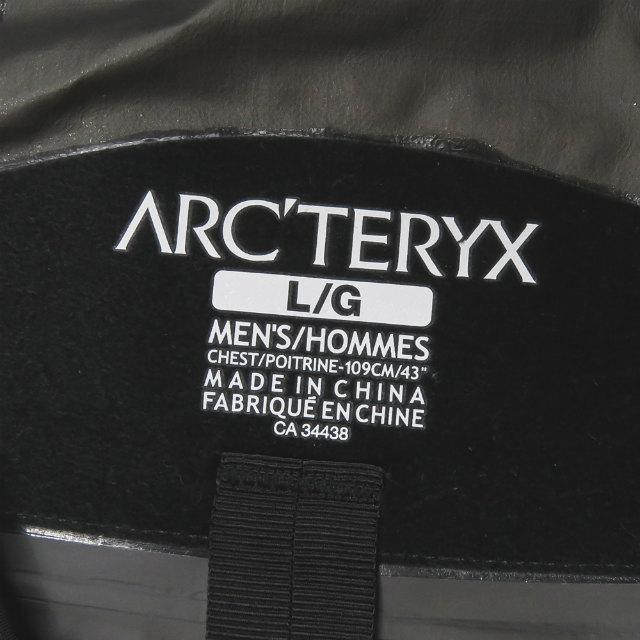 ARC'TERYX
L/G
MEN'S/HOMMES
CHEST/POITRINE-109CM/43"
MADE IN CHINA
FABRIQUÉ EN CHINE
CA 34438